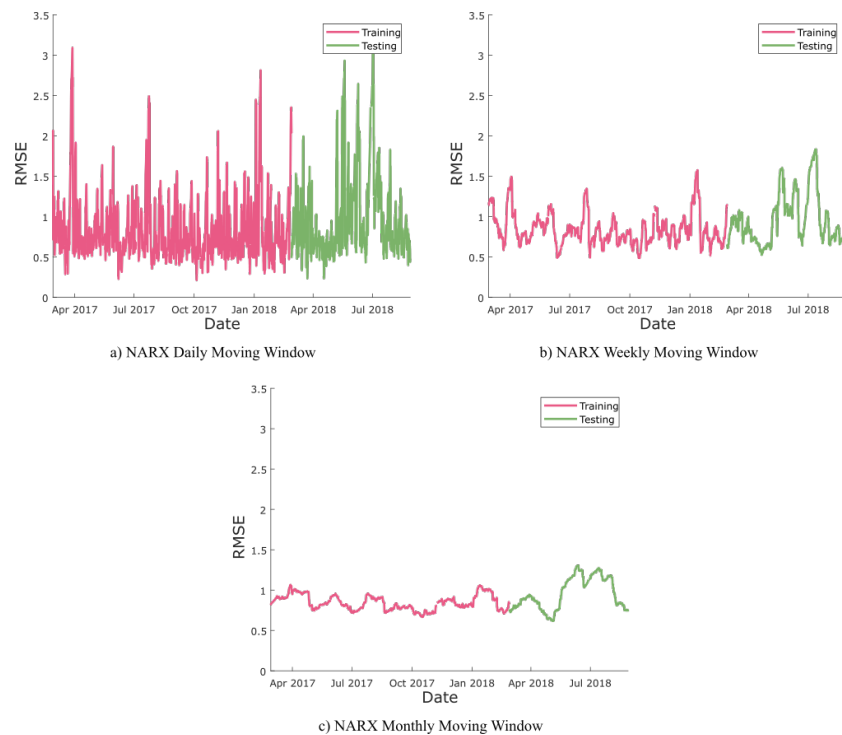 3.5
3
2.5
2
1.5
1
0.5
0
RMSE
Training
Testing
Apr 2017 Jul 2017 Oct 2017 Jan 2018 Apr 2018 Jul 2018
Date
a) NARX Daily Moving Window
3.5
3
2.5
2
1.5
1
0.5
0
RMSE
Training
Testing
Apr 2017 Jul 2017 Oct 2017 Jan 2018 Apr 2018 Jul 2018
Date
b) NARX Weekly Moving Window
3.5
3
2.5
2
1.5
1
0.5
0
RMSE
Training
Testing
Apr 2017 Jul 2017 Oct 2017 Jan 2018 Apr 2018 Jul 2018
Date
c) NARX Monthly Moving Window